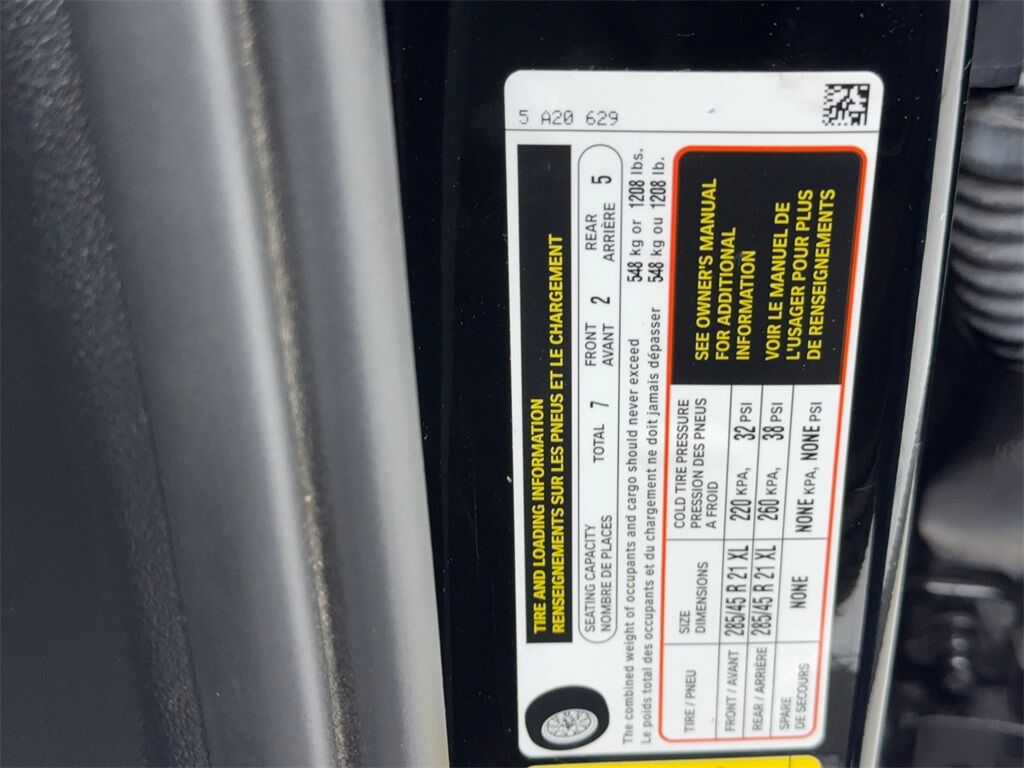 5 A20 629
TIRE AND LOADING INFORMATION
RENSEIGNEMENTS SUR LES PNEUS ET LE CHARGEMENT
SEATING CAPACITY
NOMBRE DE PLACES
TOTAL 7
FRONT
AVANT
2
REAR
ARRIÈRE
5
The combined weight of occupants and cargo should never exceed 548 kg or 1208 lbs.
Le poids total des occupants et du chargement ne doit jamais dépasser 548 kg ou 1208 lb.
TIRE / PNEU
SIZE
DIMENSIONS
COLD TIRE PRESSURE
PRESSION DES PNEUS
A FROID
FRONT / AVANT 285/45 R 21 XL 220 KPA, 32 PSI
REAR / ARRIÈRE 285/45 R 21 XL 260 KPA, 38 PSI
SPARE
DE SECOURS
NONE NONE KPA, NONE PSI
SEE OWNER'S MANUAL
FOR ADDITIONAL
INFORMATION
VOIR LE MANUEL DE
L'USAGER POUR PLUS
DE RENSEIGNEMENTS